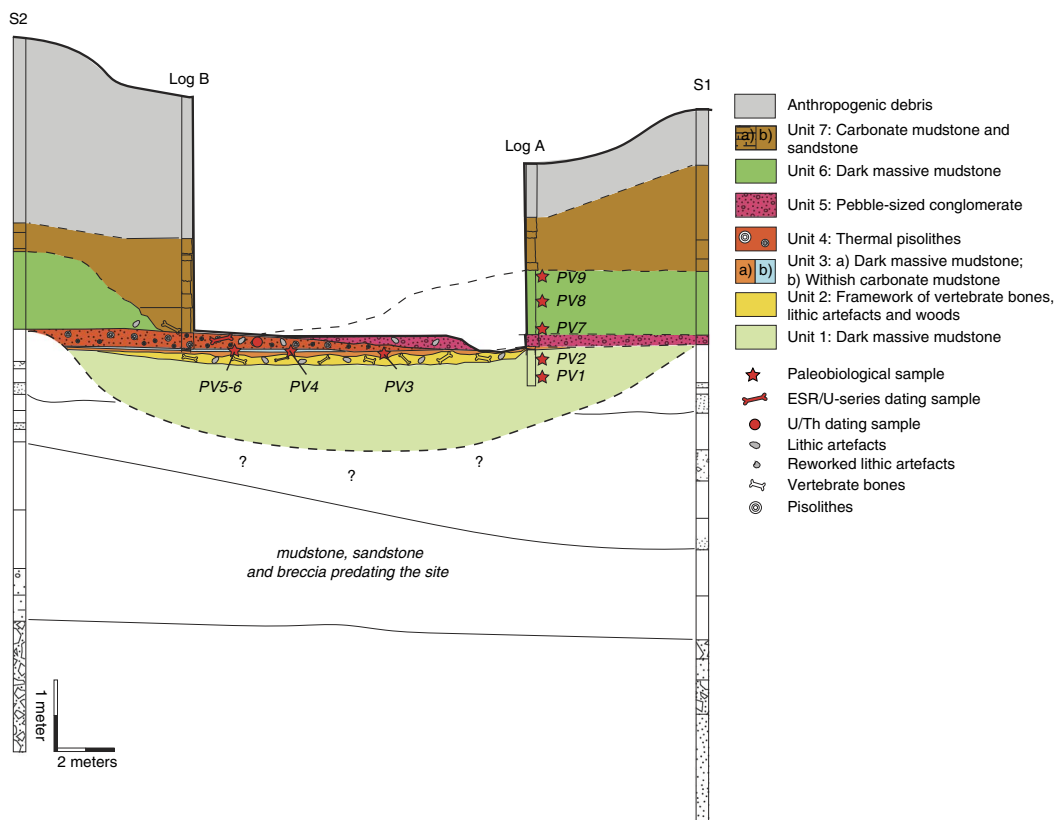 S2
Log B
S1
Log A
PV9
PV8
PV7
PV2
PV1
PV5-6
PV4
PV3
?
?
?
mudstone, sandstone
and breccia predating the site
1 meter
2 meters
Anthropogenic debris
a) b)
Unit 7: Carbonate mudstone and
sandstone
Unit 6: Dark massive mudstone
Unit 5: Pebble-sized conglomerate
Unit 4: Thermal pisolithes
a) b)
Unit 3: a) Dark massive mudstone;
b) Withish carbonate mudstone
Unit 2: Framework of vertebrate bones,
lithic artefacts and woods
Unit 1: Dark massive mudstone
Paleobiological sample
ESR/U-series dating sample
U/Th dating sample
Lithic artefacts
Reworked lithic artefacts
Vertebrate bones
Pisolithes